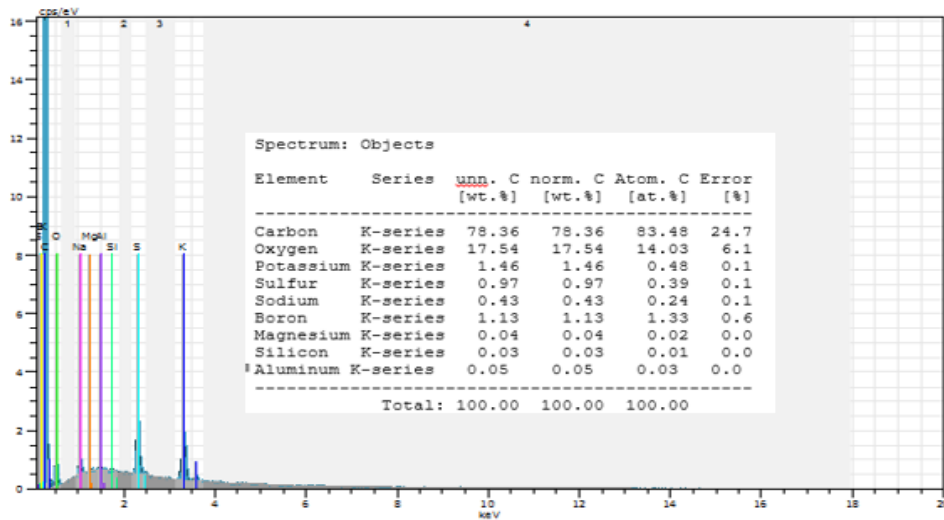 cps/eV
1 2 3 4
16
14
12
10
8
6
4
2
0
C O Na MgAl Si S K
Spectrum: Objects
Element Series unn. C norm. C Atom. C Error
[wt.%] [wt.%] [at.%] [%]
Carbon K-series 78.36 78.36 83.48 24.7
Oxygen K-series 17.54 17.54 14.03 6.1
Potassium K-series 1.46 1.46 0.48 0.1
Sulfur K-series 0.97 0.97 0.39 0.1
Sodium K-series 0.43 0.43 0.24 0.1
Boron K-series 1.13 1.13 1.33 0.6
Magnesium K-series 0.04 0.04 0.02 0.0
Silicon K-series 0.03 0.03 0.01 0.0
Aluminum K-series 0.05 0.05 0.03 0.0
Total: 100.00 100.00 100.00
2 4 6 8 10 12 14 16 18 2
keV